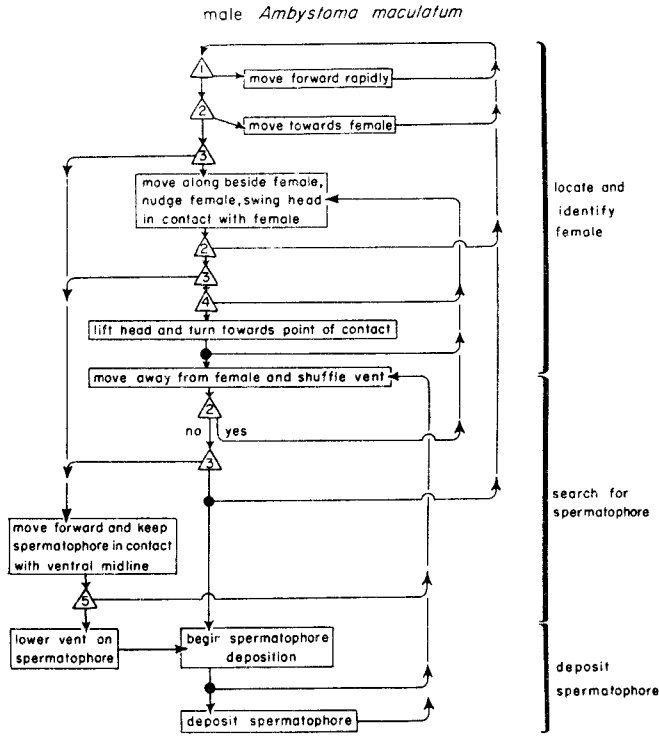 male Ambystoma maculatum
1
move forward rapidly
2
move towards female
3
move along beside female,
nudge female, swing head
in contact with female
locate and
identify
female
2
3
4
lift head and turn towards point of contact
move away from female and shuffle vent
2
no yes
3
search for
spermatophore
move forward and keep
spermatophore in contact
with ventral midline
5
lower vent on
spermatophore
begin spermatophore
deposition
deposit
spermatophore
deposit spermatophore